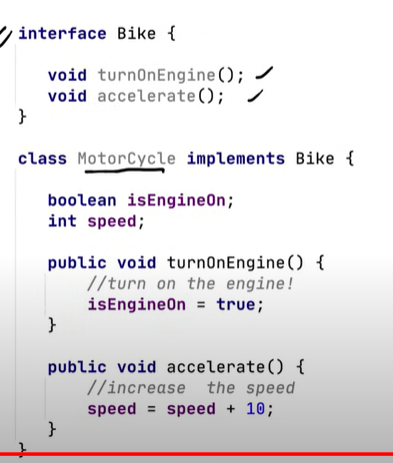 interface Bike {
void turnOnEngine();
void accelerate();
}
class MotorCycle implements Bike {
boolean isEngineOn;
int speed;
public void turnOnEngine() {
//turn on the engine!
isEngineOn = true;
}
public void accelerate() {
//increase  the speed
speed = speed + 10;
}
}